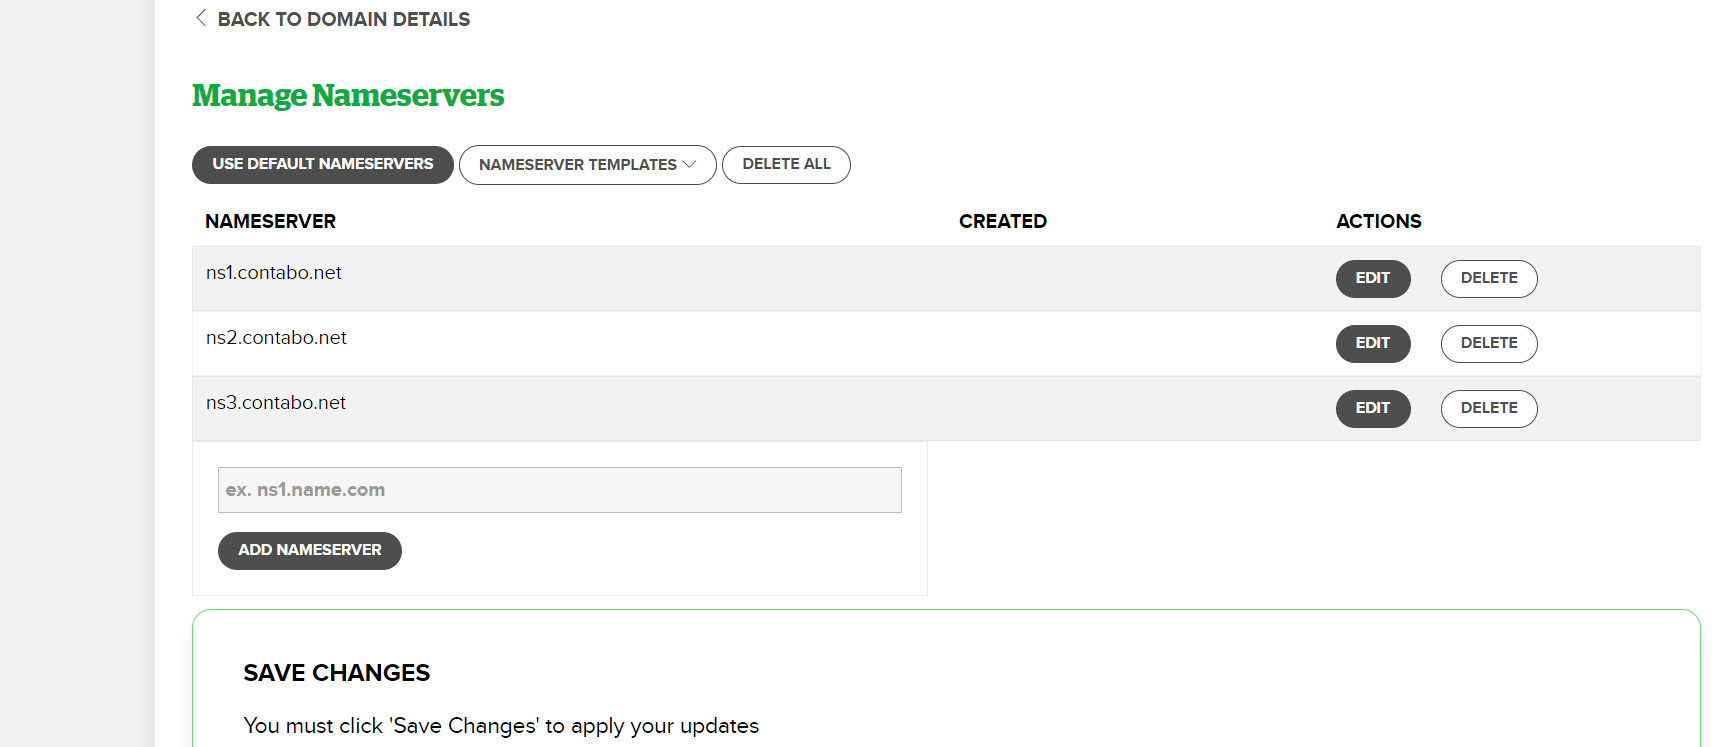 BACK TO DOMAIN DETAILS
Manage Nameservers
USE DEFAULT NAMESERVERS NAMESERVER TEMPLATES DELETE ALL
NAMESERVER CREATED ACTIONS
ns1.contabo.net EDIT DELETE
ns2.contabo.net EDIT DELETE
ns3.contabo.net EDIT DELETE
ex. ns1.name.com
ADD NAMESERVER
SAVE CHANGES
You must click 'Save Changes' to apply your updates